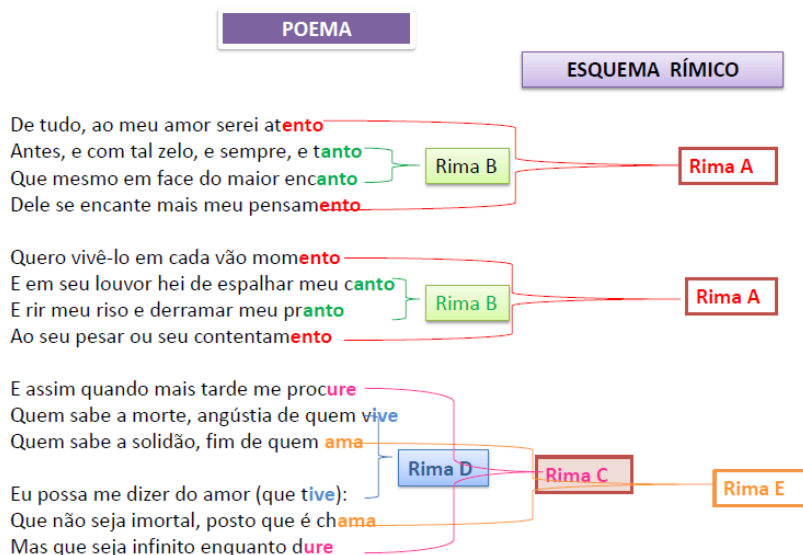 POEMA
ESQUEMA RÍMICO
De tudo, ao meu amor serei atento
Antes, e com tal zelo, e sempre, e tanto
Que mesmo em face do maior encanto
Dele se encante mais meu pensamento
Rima B
Rima A
Quero vivê-lo em cada vão momento
E em seu louvor hei de espalhar meu canto
E rir meu riso e derramar meu pranto
Ao seu pesar ou seu contentamento
Rima B
Rima A
E assim quando mais tarde me procure
Quem sabe a morte, angústia de quem vive
Quem sabe a solidão, fim de quem ama
Eu possa me dizer do amor (que tive):
Que não seja imortal, posto que é chama
Mas que seja infinito enquanto dure
Rima D
Rima C
Rima E